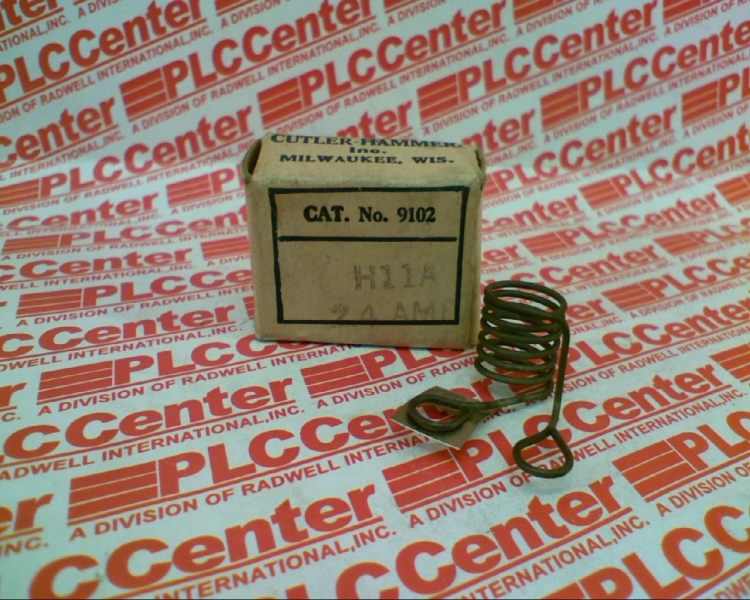 CUTLER-HAMMER
Inc.
MILWAUKEE, WIS.
CAT. No. 9102
H11A
PLCCenter
A DIVISION OF RADWELL INTERNATIONAL, INC.